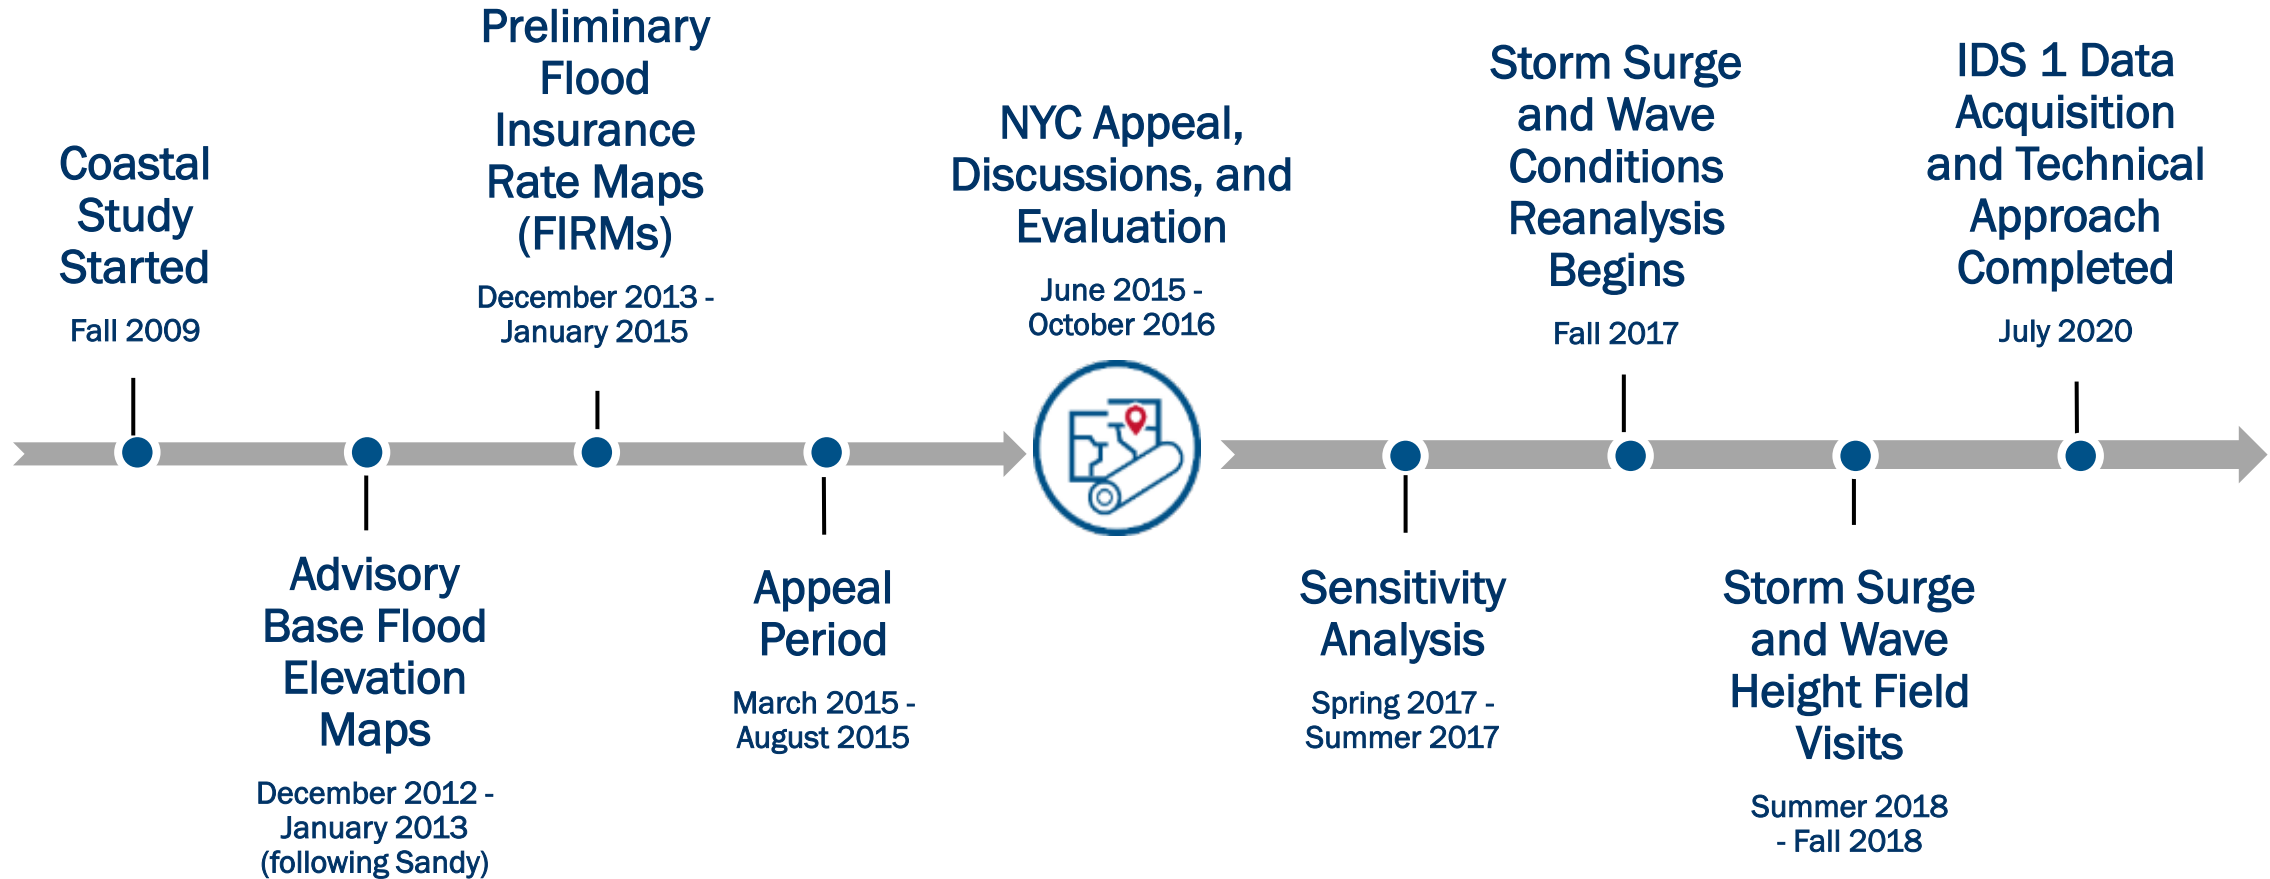 Coastal
Study
Started
Fall 2009
Advisory
Base Flood
Elevation
Maps
December 2012 -
January 2013
(following Sandy)
Preliminary
Flood
Insurance
Rate Maps
(FIRMs)
December 2013 -
January 2015
Appeal
Period
March 2015 -
August 2015
NYC Appeal,
Discussions, and
Evaluation
June 2015 -
October 2016
Sensitivity
Analysis
Spring 2017 -
Summer 2017
Storm Surge
and Wave
Conditions
Reanalysis
Begins
Fall 2017
Storm Surge
and Wave
Height Field
Visits
Summer 2018
- Fall 2018
IDS 1 Data
Acquisition
and Technical
Approach
Completed
July 2020